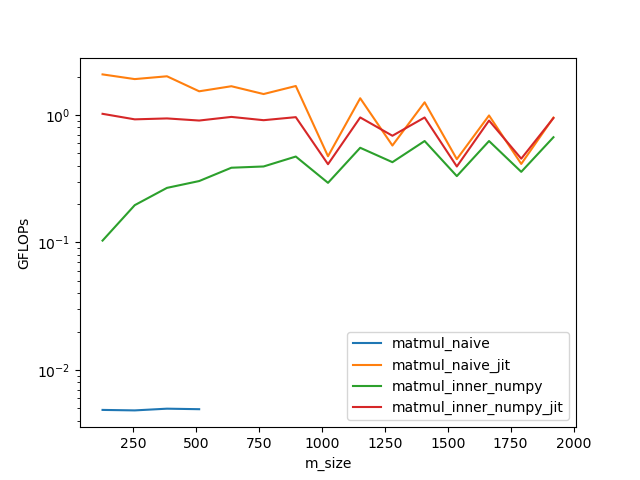 10⁰
10⁻¹
10⁻²
GFLOPs
matmul_naive
matmul_naive_jit
matmul_inner_numpy
matmul_inner_numpy_jit
250 500 750 1000 1250 1500 1750 2000
m_size